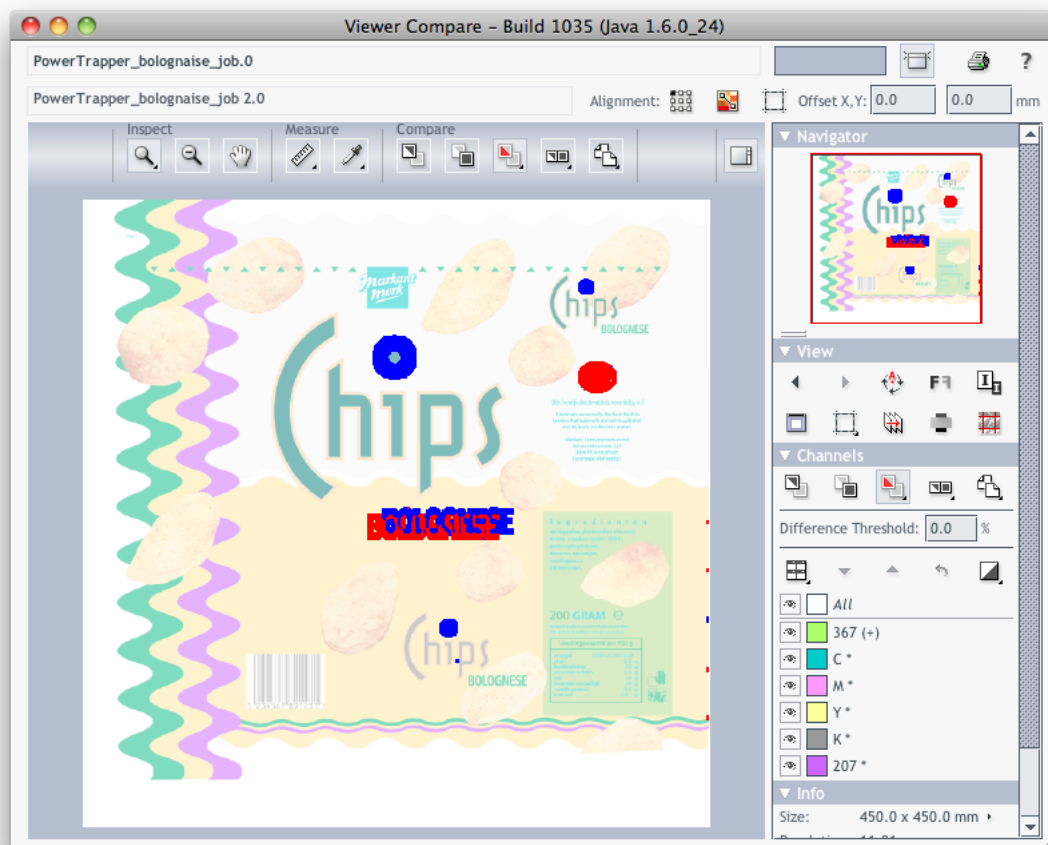 Viewer Compare – Build 1035 (Java 1.6.0_24)
PowerTrapper_bolognaise_job.0
?
PowerTrapper_bolognaise_job 2.0
Alignment:
Offset X,Y: 0.0 0.0 mm
Inspect
Measure
Compare
Navigator
markant
merk
Chips
BOLOGNESE
Chips
BOLOGNESE
Ingrediënten
200 GRAM e
Chips
BOLOGNESE
View
Channels
Difference Threshold: 0.0 %
All
367 (+)
C *
M *
Y *
K *
207 *
Info
Size: 450.0 x 450.0 mm